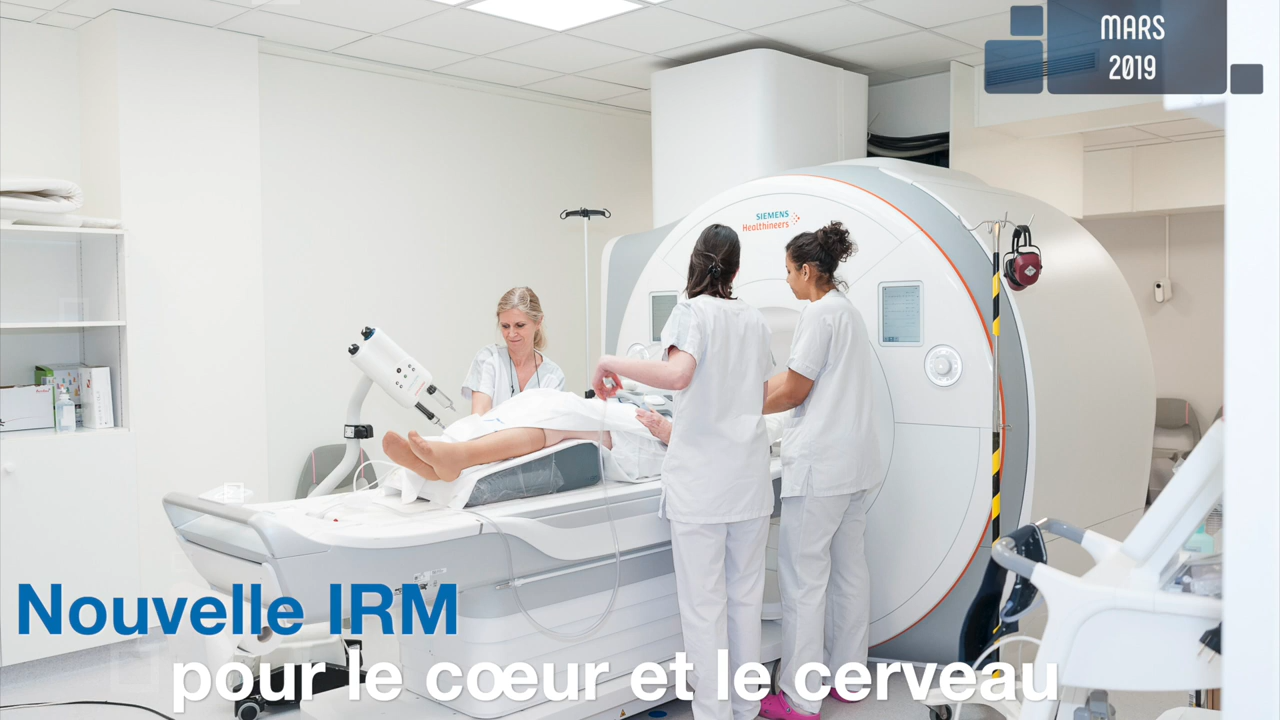 MARS
2019
SIEMENS
Healthineers
Nouvelle IRM
pour le cœur et le cerveau